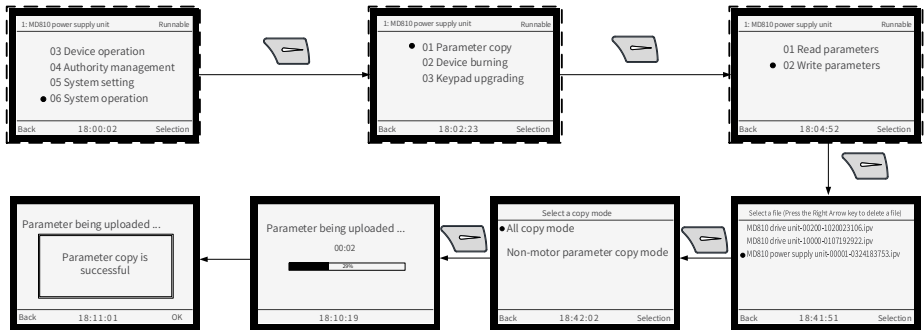 1: MD810 power supply unit Runnable
03 Device operation
04 Authority management
05 System setting
06 System operation
Back 18:00:02 Selection
1: MD810 power supply unit Runnable
01 Parameter copy
02 Device burning
03 Keypad upgrading
Back 18:02:23 Selection
1: MD810 power supply unit Runnable
01 Read parameters
02 Write parameters
Back 18:04:52 Selection
Select a file (Press the Right Arrow key to delete a file)
MD810 drive unit-00200-1020023106.ipv
MD810 drive unit-10000-0107192922.ipv
MD810 power supply unit-00001-0324183753.ipv
Back 18:41:51 Selection
Select a copy mode
All copy mode
Non-motor parameter copy mode
Back 18:42:02 Selection
Parameter being uploaded ...
00:02
29%
18:10:19
Parameter being uploaded ...
Parameter copy is
successful
Back 18:11:01 OK